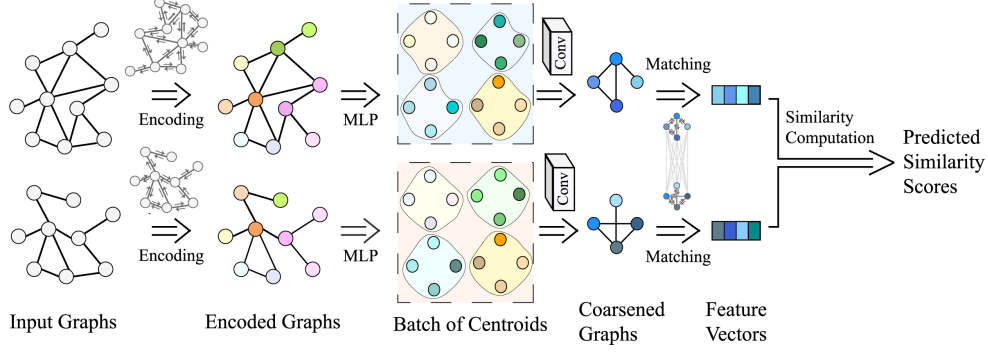 Encoding
MLP
Conv
Matching
Similarity
Computation
Predicted
Similarity
Scores
Encoding
MLP
Conv
Matching
Input Graphs
Encoded Graphs
Batch of Centroids
Coarsened
Graphs
Feature
Vectors